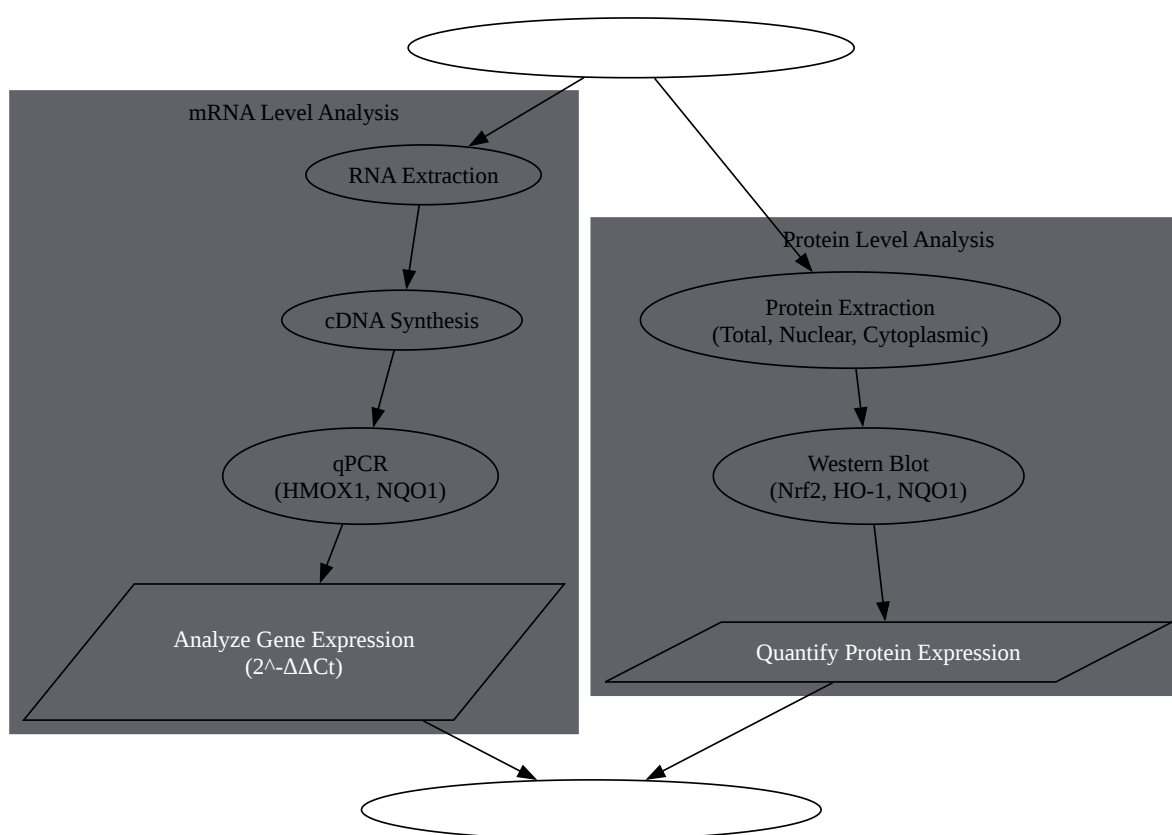 mRNA Level Analysis
RNA Extraction
cDNA Synthesis
qPCR
(HMOX1, NQO1)
Analyze Gene Expression
(2^-ΔΔCt)
Protein Level Analysis
Protein Extraction
(Total, Nuclear, Cytoplasmic)
Western Blot
(Nrf2, HO-1, NQO1)
Quantify Protein Expression